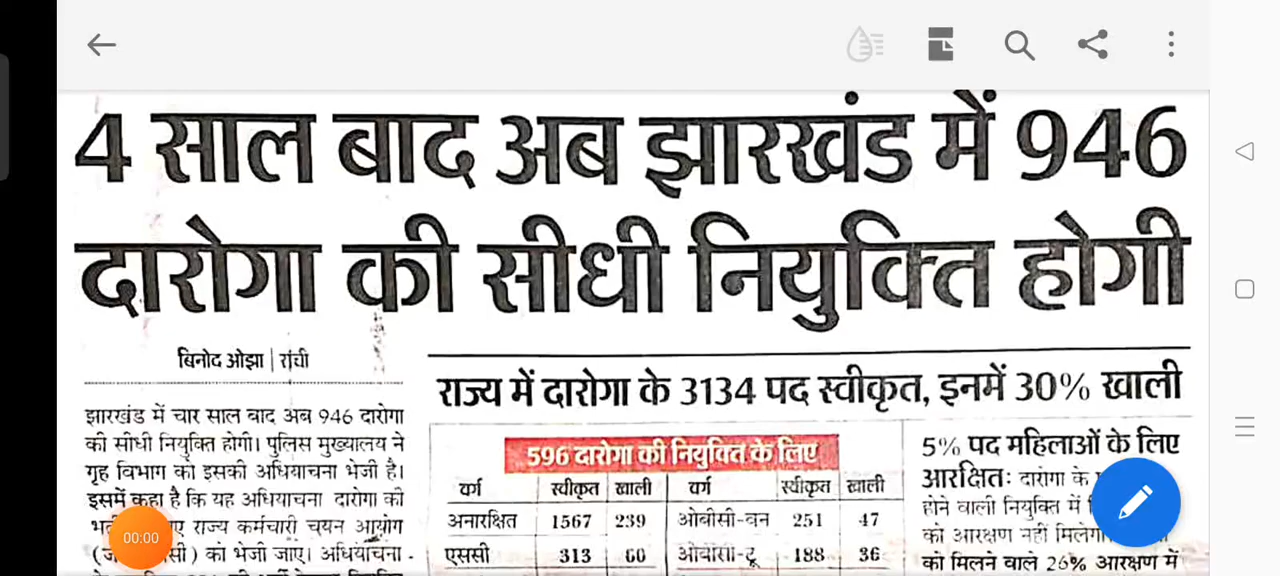 4 साल बाद अब झारखंड में 946
दारोगा की सीधी नियुक्ति होगी
बिनोद ओझा | रांची
झारखंड में चार साल बाद अब 946 दारोगा
की सीधी नियुक्ति होगी। पुलिस मुख्यालय ने
गृह विभाग को इसकी अधियाचना भेजी है।
इसमें कहा है कि यह अधियाचना दारोगा की
राज्य कर्मचारी चयन आयोग
को भेजी जाए। अधियाचना
00:00
राज्य में दारोगा के 3134 पद स्वीकृत, इनमें 30% खाली
596 दारोगा की नियुक्ति के लिए
वर्ग स्वीकृत खाली वर्ग स्वीकृत खाली
अनारक्षित 1567 239 ओबीसी-वन 251 47
एससी 313 60 ओबीसी-टू 188 36
5% पद महिलाओं के लिए
आरक्षित: दारोगा के
होने वाली नियुक्ति में
को आरक्षण नहीं
को मिलने वाले 26% आरक्षण में